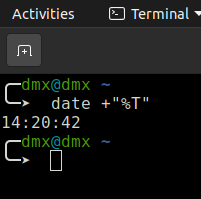 Activities Terminal
dmx@dmx ~
date +"%T"
14:20:42
dmx@dmx ~